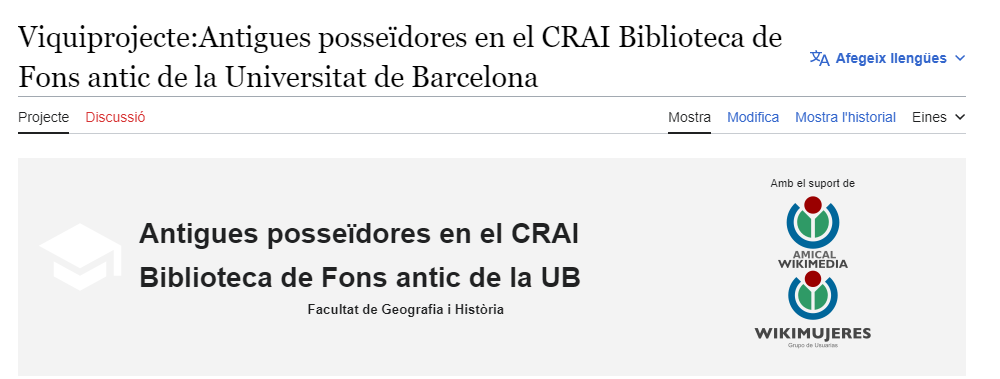 Viquiprojecte:Antigues posseïdores en el CRAI Biblioteca de
Fons antic de la Universitat de Barcelona
Afegeix llengües
Projecte Discussió Mostra Modifica Mostra l'historial Eines
Amb el suport de
Antigues posseïdores en el CRAI
Biblioteca de Fons antic de la UB
Facultat de Geografia i Història
AMICAL
WIKIMEDIA
WIKIMUJERES
Grupo de Usuarias